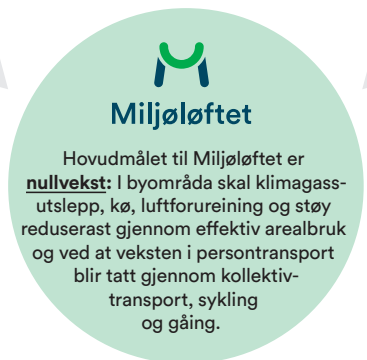 Miljøløftet
Hovudmålet til Miljøløftet er
nullvekst: I byområda skal klimagass-
utslepp, kø, luftforureining og støy
reduserast gjennom effektiv arealbruk
og ved at veksten i persontransport
blir tatt gjennom kollektiv-
transport, sykling
og gåing.